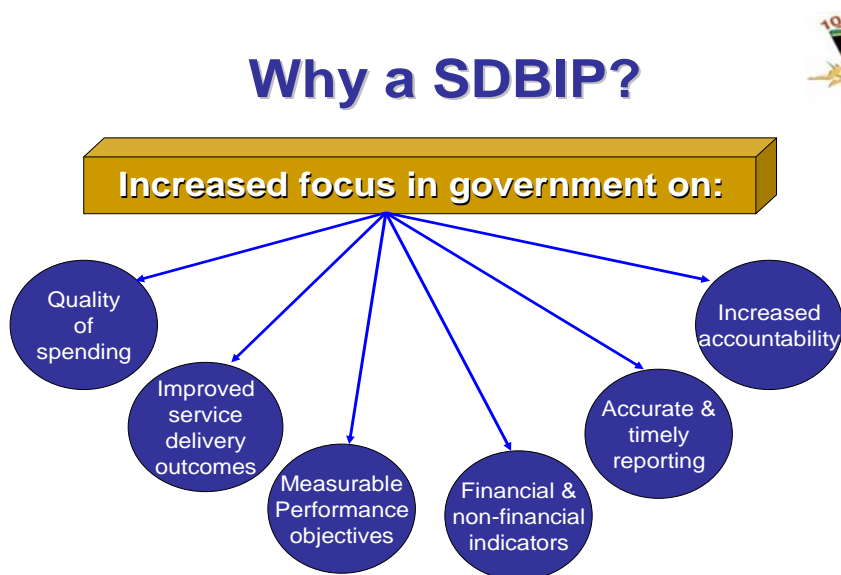 10
Why a SDBIP?
Increased focus in government on:
Quality
of
spending
Improved
service
delivery
outcomes
Measurable
Performance
objectives
Financial &
non-financial
indicators
Accurate &
timely
reporting
Increased
accountability